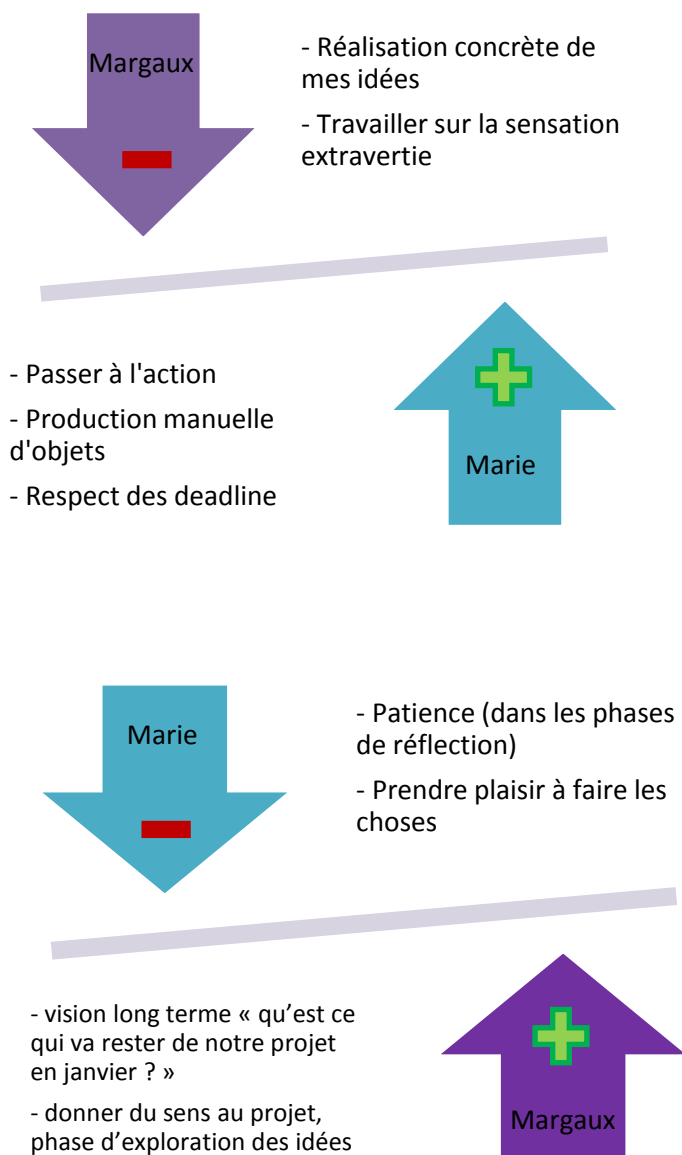 Margaux
- Réalisation concrète de
mes idées
- Travailler sur la sensation
extravertie
- Passer à l'action
- Production manuelle
d'objets
- Respect des deadline
Marie
Marie
- Patience (dans les phases
de réflection)
- Prendre plaisir à faire les
choses
- vision long terme « qu’est ce
qui va rester de notre projet
en janvier ? »
- donner du sens au projet,
phase d’exploration des idées
Margaux